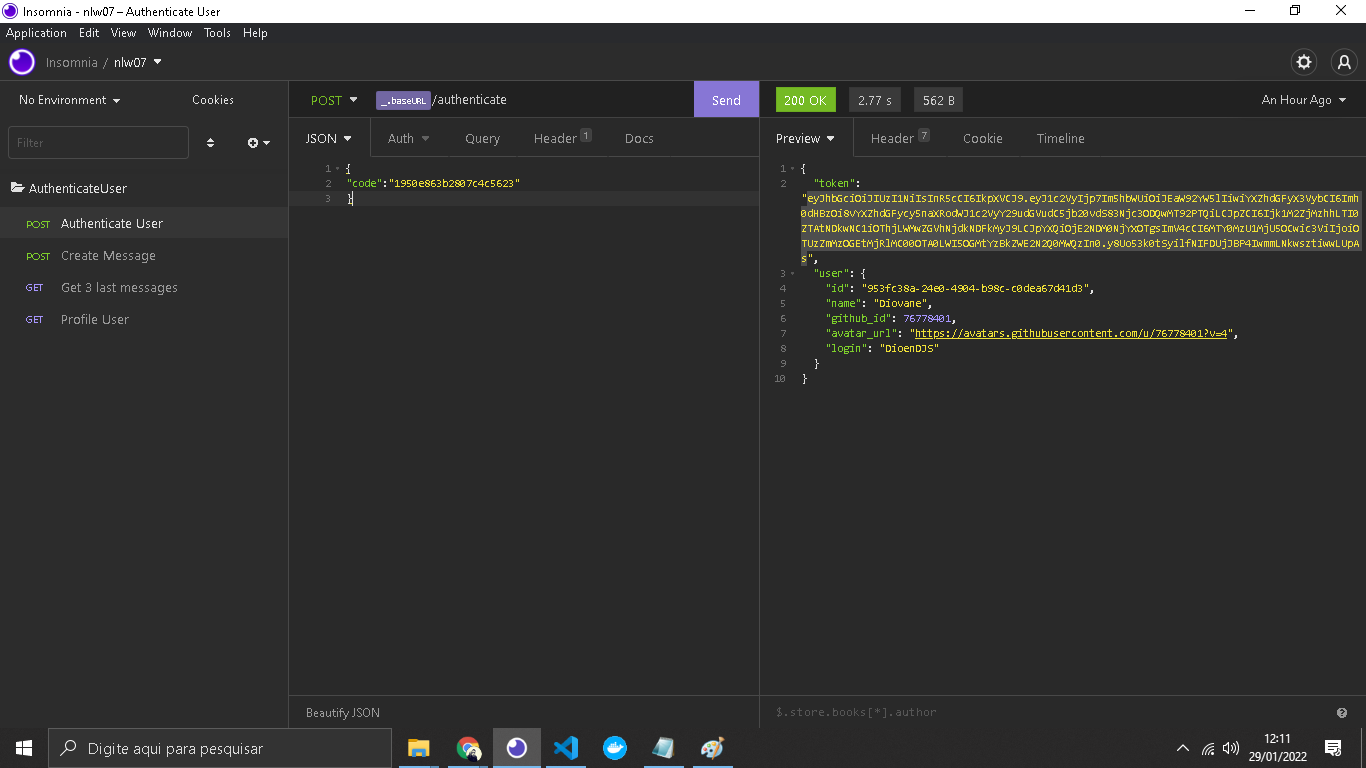 Insomnia - nlw07 – Authenticate User
Application Edit View Window Tools Help
Insomnia / nlw07
No Environment Cookies
POST _.baseURL/authenticate Send
200 OK 2.77 s 562 B An Hour Ago
Filter
JSON Auth Query Header 1 Docs
Preview Header 7 Cookie Timeline
AuthenticateUser
POST Authenticate User
POST Create Message
GET Get 3 last messages
GET Profile User
1 {
2 "code":"1950e863b2807c4c5623"
3 }
1 {
2 "token":
3 "user": {
4 "id": "953fc38a-24e0-4904-b98c-c0dea67d41d3",
5 "name": "Diovane",
6 "github_id": 76778401,
7 "avatar_url": "https://avatars.githubusercontent.com/u/76778401?v=4",
8 "login": "DioenDJS"
9 }
10 }
Beautify JSON
$.store.books[*].author
Digite aqui para pesquisar
12:11
29/01/2022